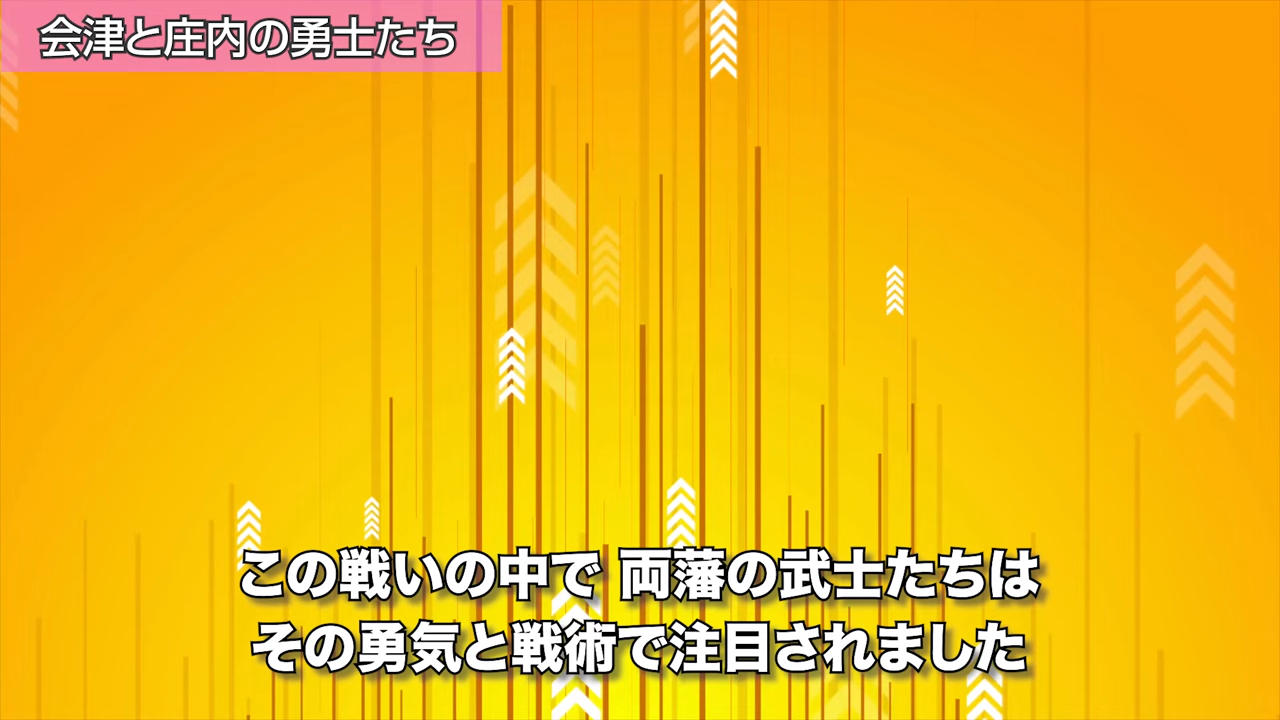 会津と庄内の勇士たち
この戦いの中で 両藩の武士たちは
その勇気と戦術で注目されました